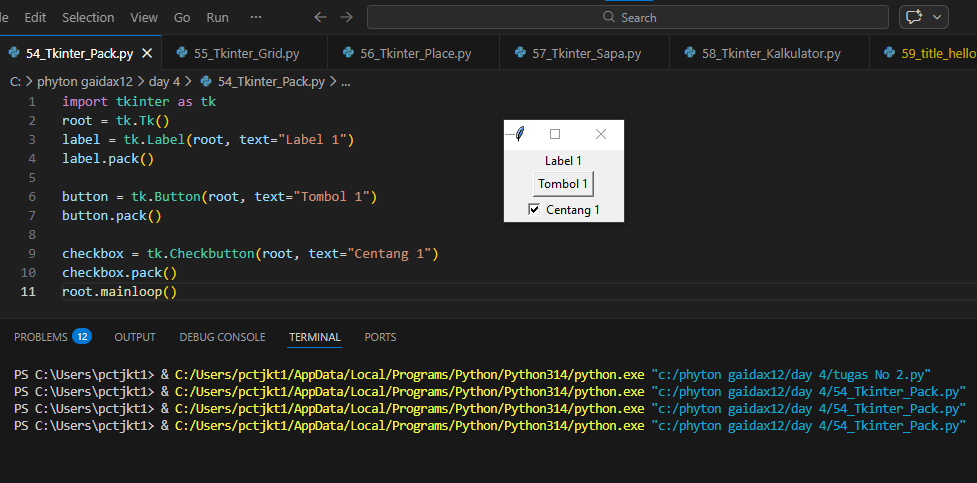 Edit Selection View Go Run ··· Search
54_Tkinter_Pack.py 55_Tkinter_Grid.py 56_Tkinter_Place.py 57_Tkinter_Sapa.py 58_Tkinter_Kalkulator.py 59_title_hello
C: > phyton gaidax12 > day 4 > 54_Tkinter_Pack.py > ...
1 import tkinter as tk
2 root = tk.Tk()
3 label = tk.Label(root, text="Label 1")
4 label.pack()
5
6 button = tk.Button(root, text="Tombol 1")
7 button.pack()
8
9 checkbox = tk.Checkbutton(root, text="Centang 1")
10 checkbox.pack()
11 root.mainloop()
Label 1
Tombol 1
Centang 1
PROBLEMS 12 OUTPUT DEBUG CONSOLE TERMINAL PORTS
PS C:\Users\pctjkt1> & C:/Users/pctjkt1/AppData/Local/Programs/Python/Python314/python.exe "c:/phyton gaidax12/day 4/tugas No 2.py"
PS C:\Users\pctjkt1> & C:/Users/pctjkt1/AppData/Local/Programs/Python/Python314/python.exe "c:/phyton gaidax12/day 4/54_Tkinter_Pack.py"
PS C:\Users\pctjkt1> & C:/Users/pctjkt1/AppData/Local/Programs/Python/Python314/python.exe "c:/phyton gaidax12/day 4/54_Tkinter_Pack.py"
PS C:\Users\pctjkt1> & C:/Users/pctjkt1/AppData/Local/Programs/Python/Python314/python.exe "c:/phyton gaidax12/day 4/54_Tkinter_Pack.py"